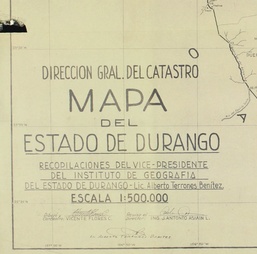 DIRECCION GRAL. DEL CATASTRO
MAPA
DEL
ESTADO DE DURANGO
RECOPILACIONES DEL VICE-PRESIDENTE
DEL INSTITUTO DE GEOGRAFIA
DEL ESTADO DE DURANGO - Lic. Alberto Terrones Benítez.
ESCALA 1:500,000